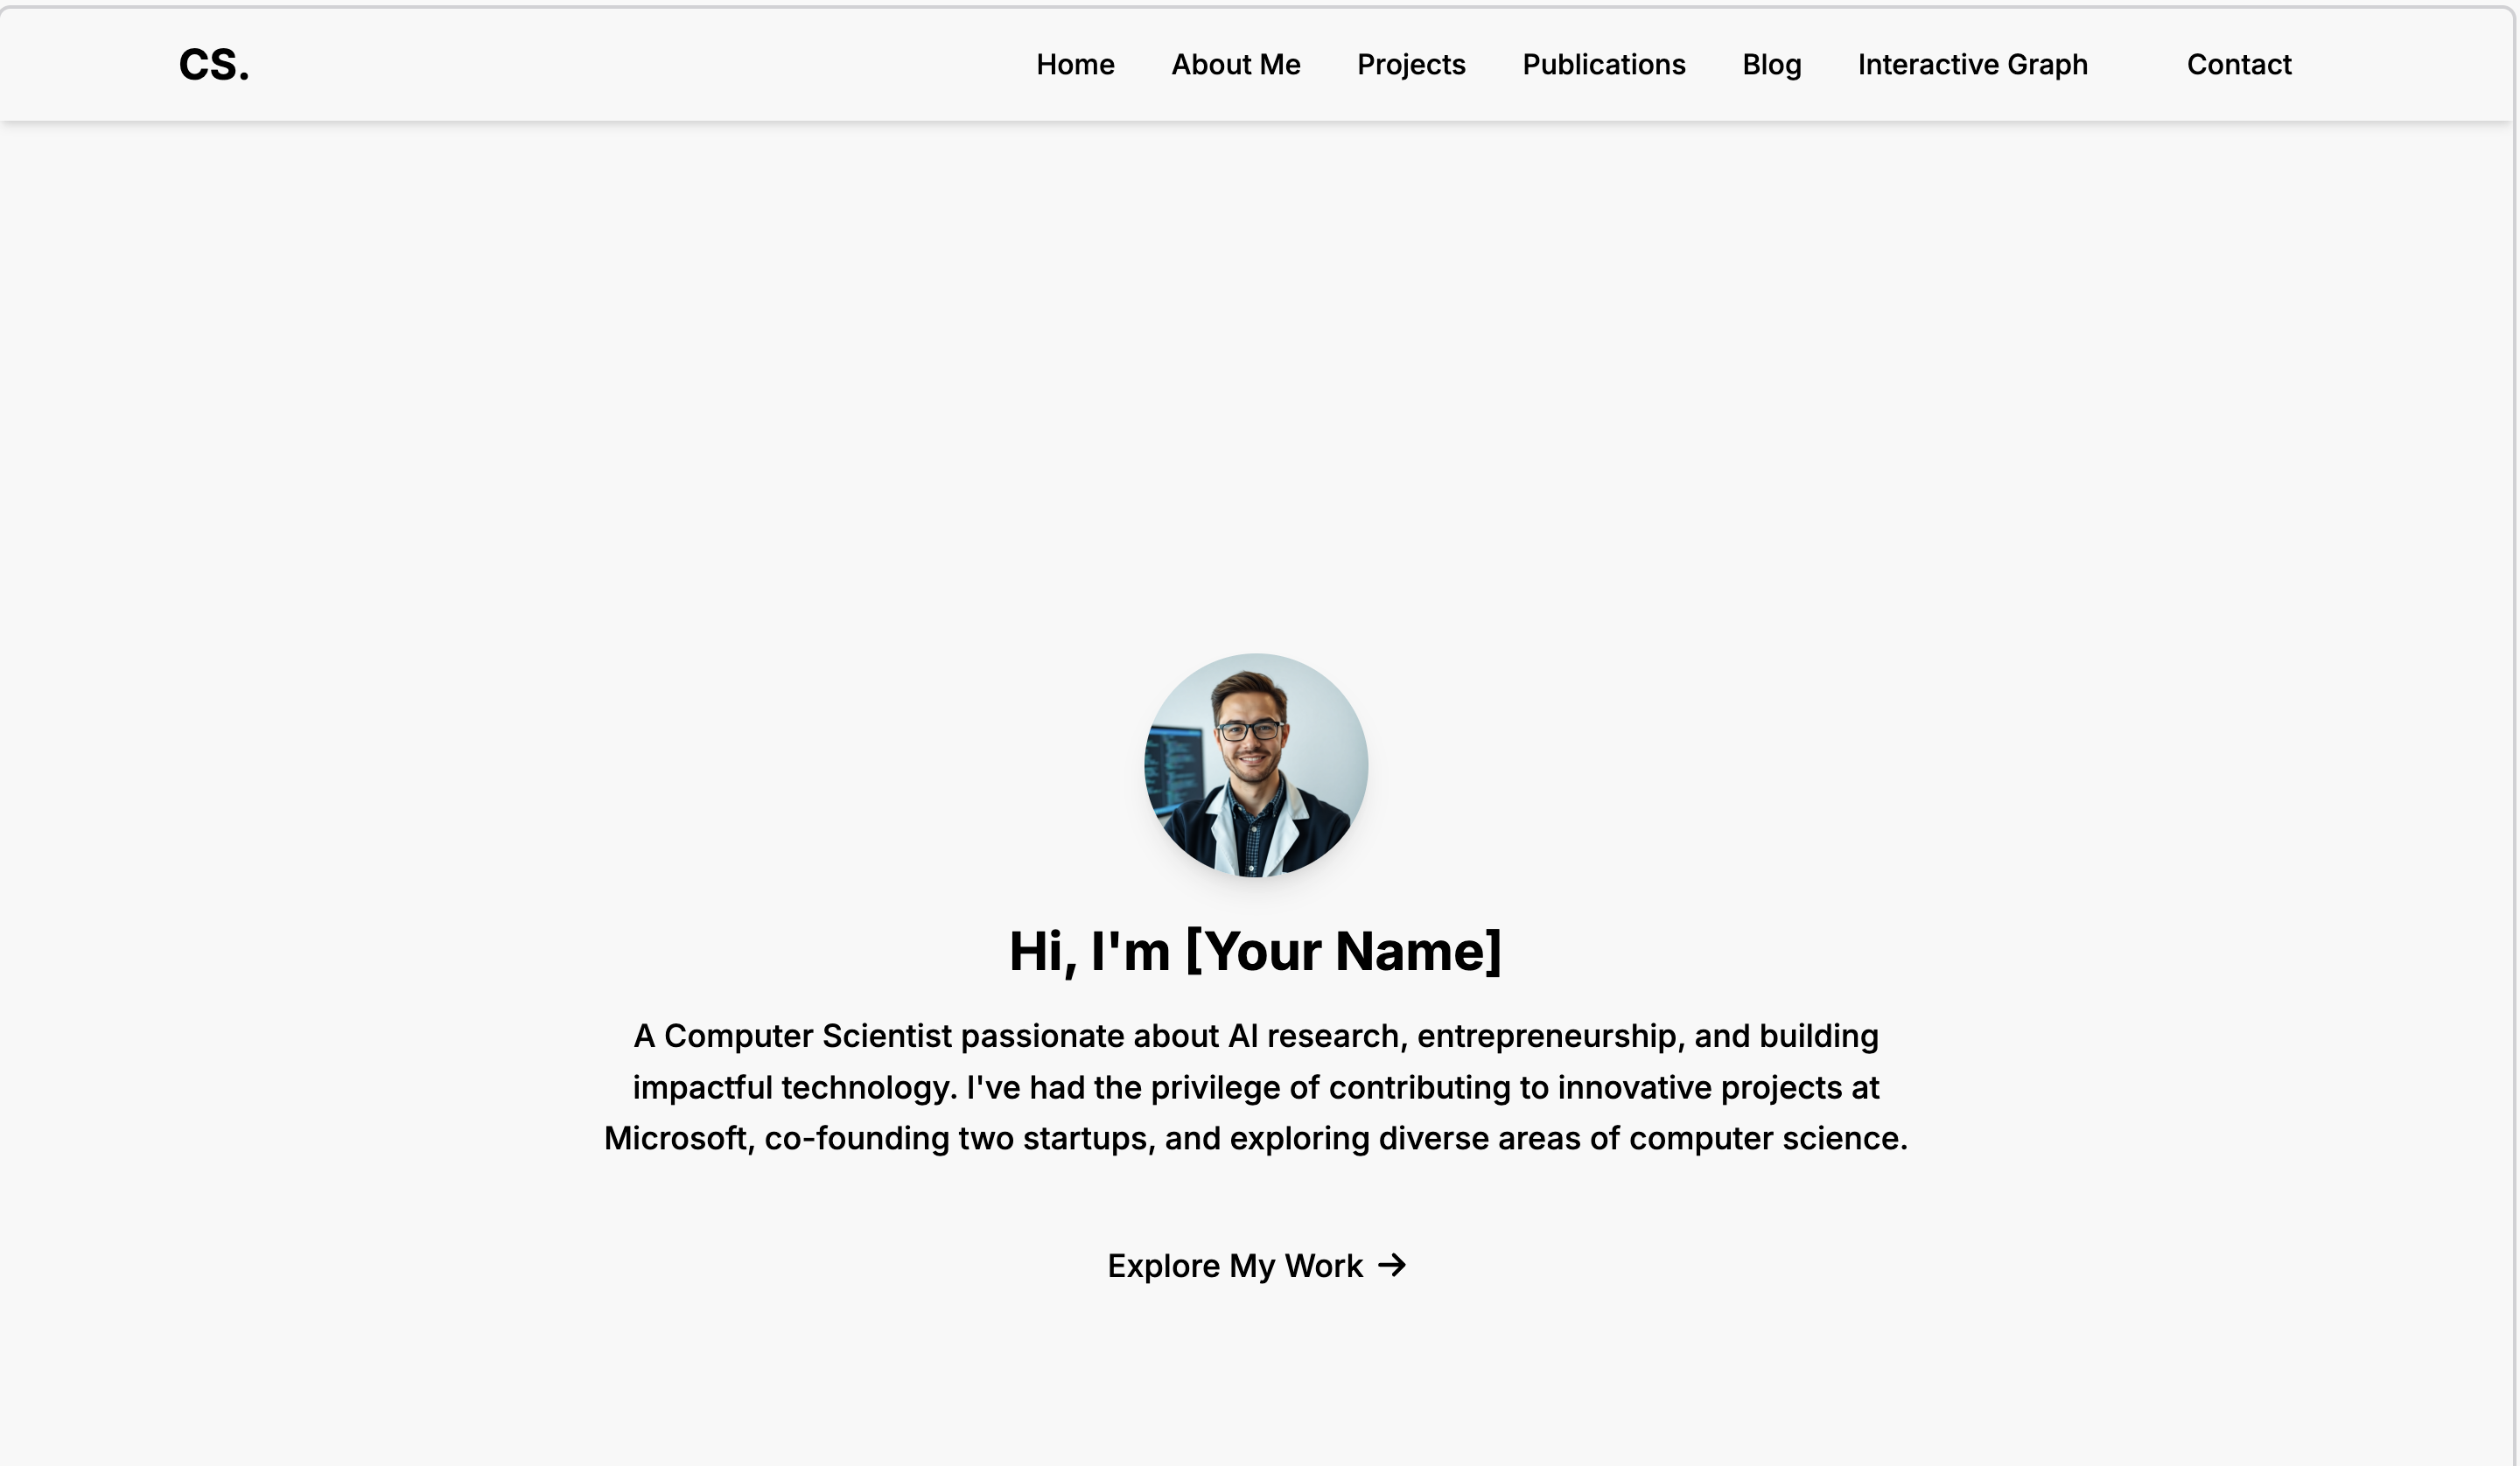 CS.
Home About Me Projects Publications Blog Interactive Graph Contact
Hi, I'm [Your Name]
A Computer Scientist passionate about AI research, entrepreneurship, and building
impactful technology. I've had the privilege of contributing to innovative projects at
Microsoft, co-founding two startups, and exploring diverse areas of computer science.
Explore My Work →